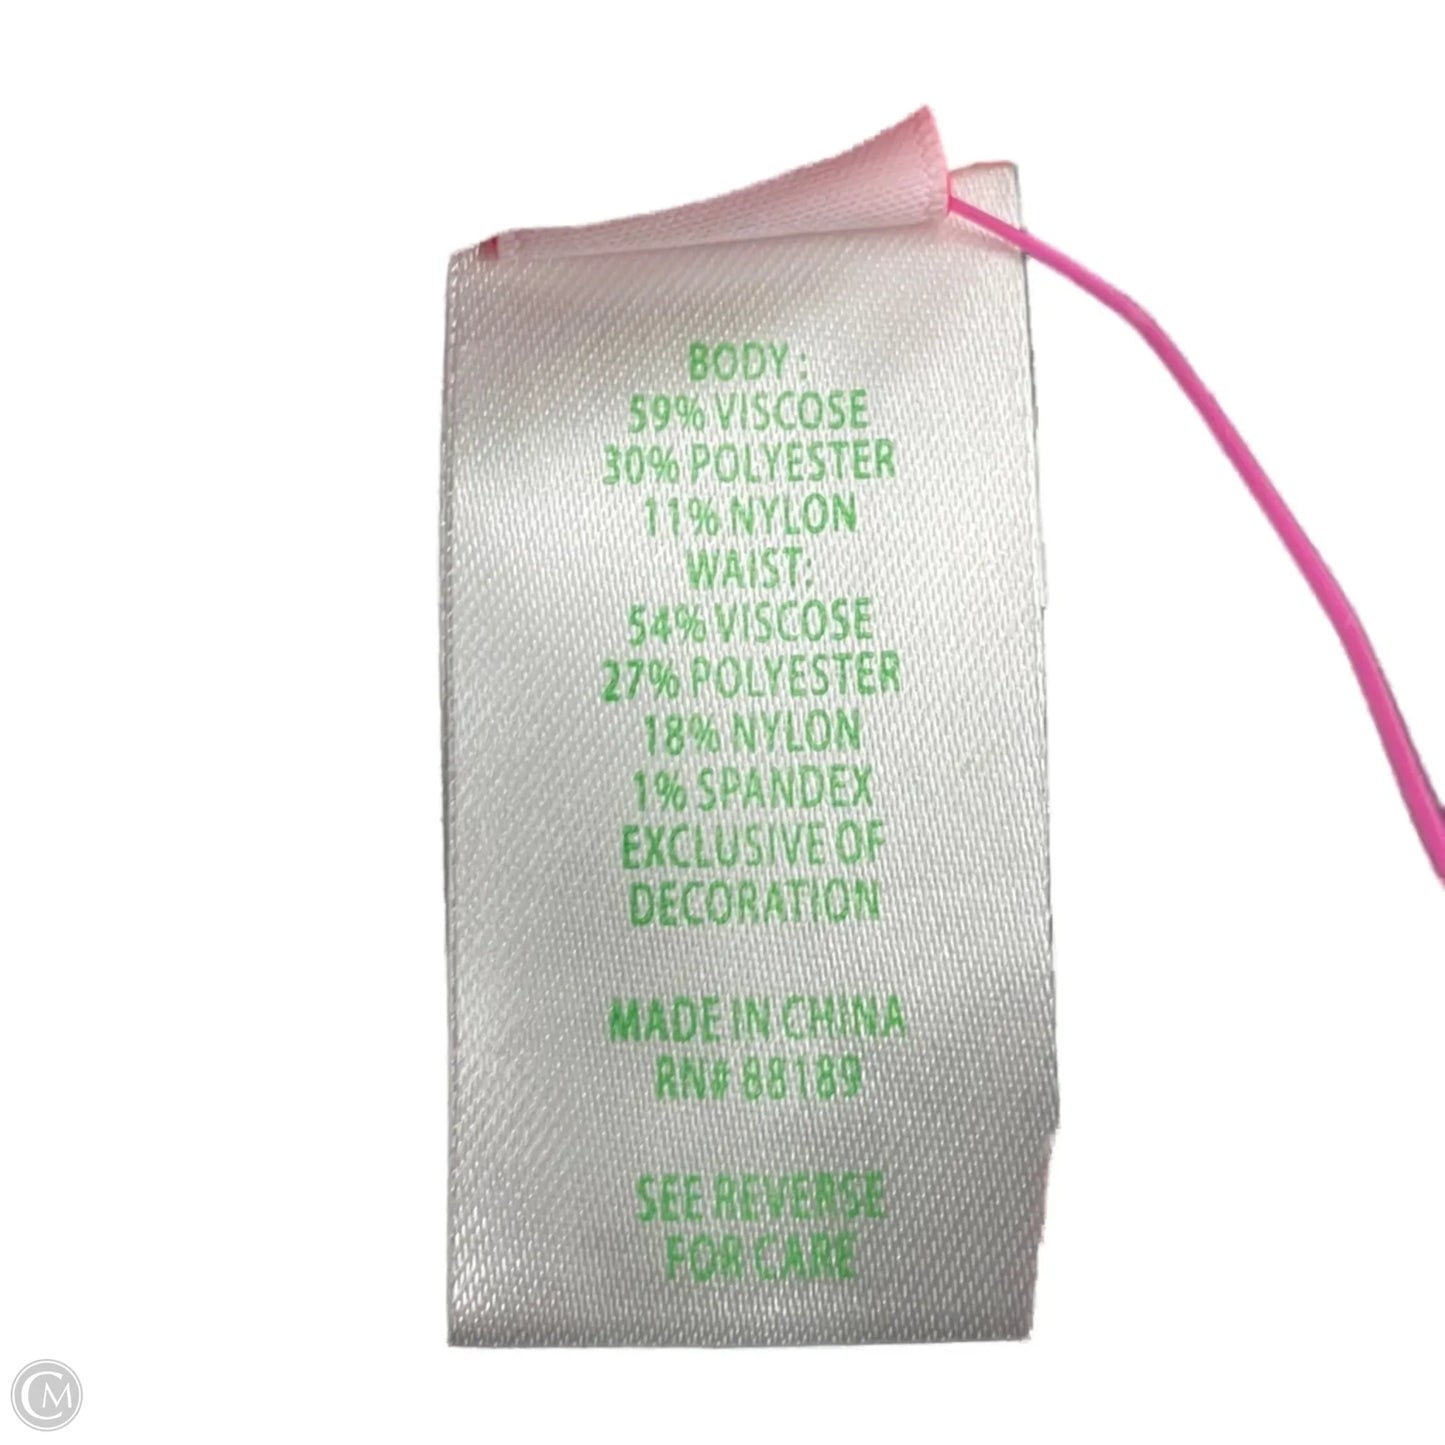 BODY :
59% VISCOSE
30% POLYESTER
11% NYLON
WAIST:
54% VISCOSE
27% POLYESTER
18% NYLON
1% SPANDEX
EXCLUSIVE OF
DECORATION
MADE IN CHINA
RN# 88189
SEE REVERSE
FOR CARE
CM